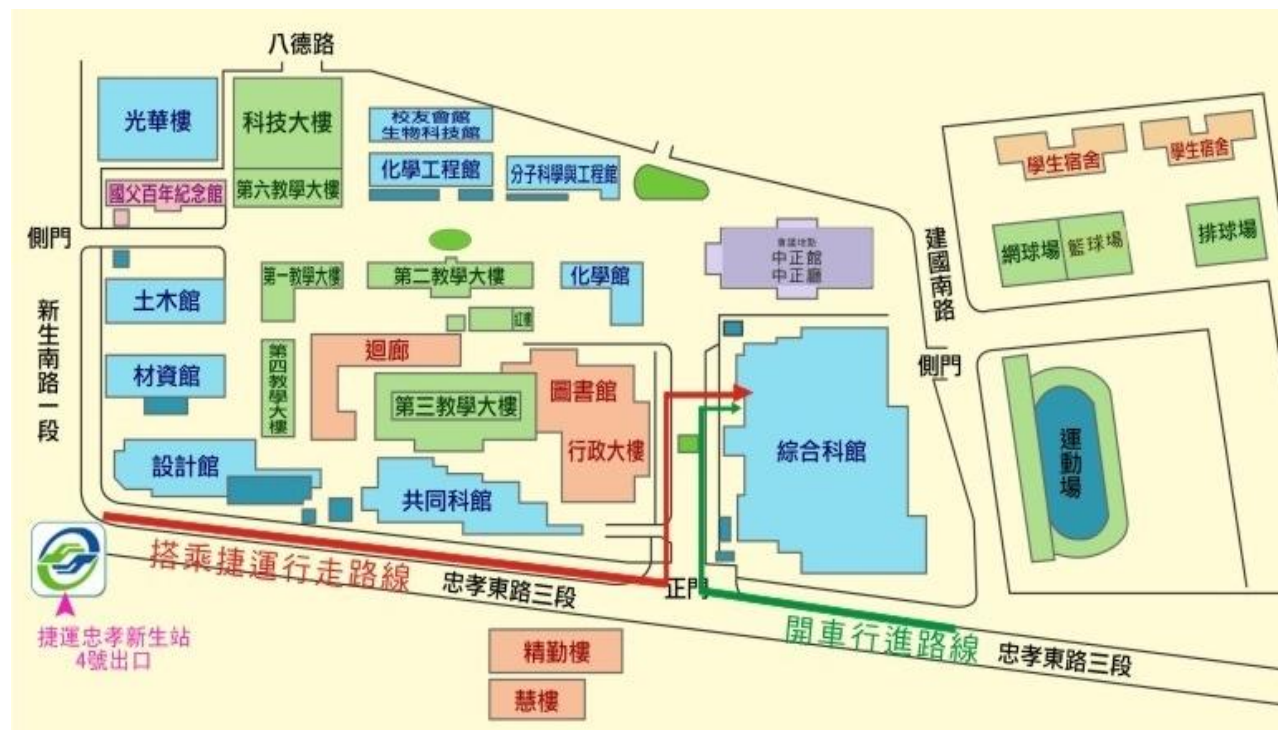 八德路
光華樓
科技大樓
校友會館
生物科技館
化學工程館
分子科學與工程館
國父百年紀念館
第六教學大樓
側門
學生宿舍
學生宿舍
網球場
籃球場
排球場
建國南路
會議地點
中正館
中正廳
土木館
第一教學大樓
第二教學大樓
化學館
紅樓
新生南路一段
材資館
第四教學大樓
迴廊
圖書館
第三教學大樓
行政大樓
側門
運動場
綜合科館
設計館
共同科館
搭乘捷運行走路線
忠孝東路三段
正門
開車行進路線
忠孝東路三段
捷運忠孝新生站
4號出口
精勤樓
慧樓